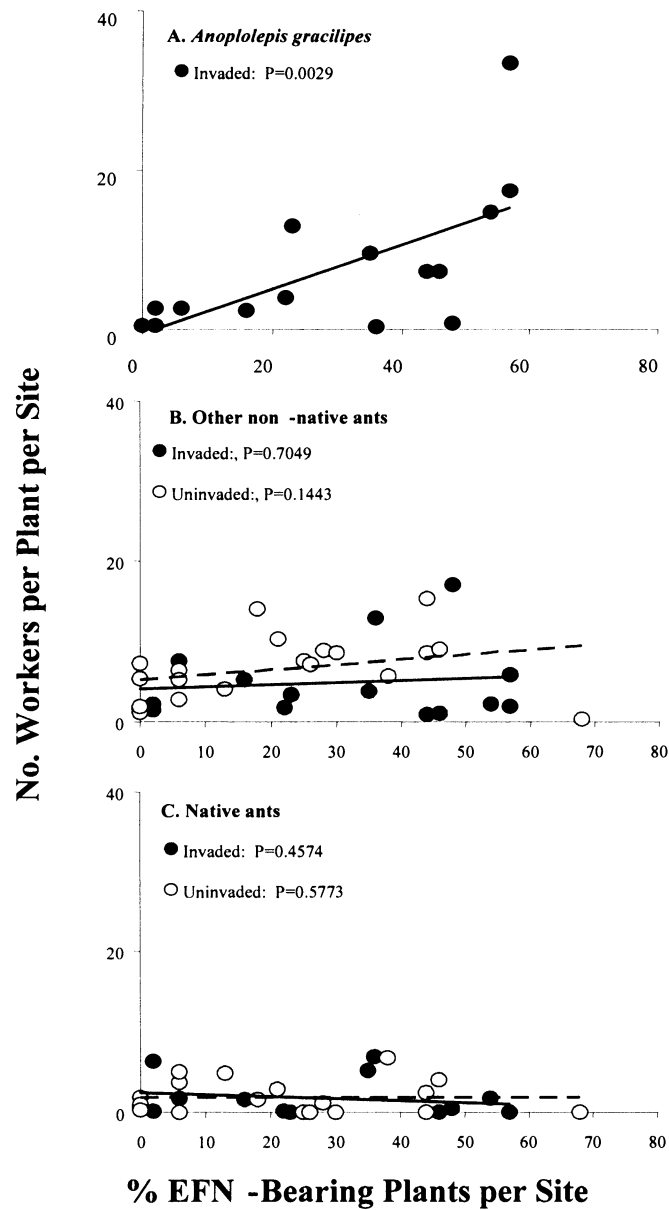 No. Workers per Plant per Site
40
A. Anoplolepis gracilipes
Invaded: P=0.0029
20
0
0 20 40 60 80
40
B. Other non -native ants
Invaded:, P=0.7049
Uninvaded:, P=0.1443
20
0
0 10 20 30 40 50 60 70 80
40
C. Native ants
Invaded: P=0.4574
Uninvaded: P=0.5773
20
0
0 10 20 30 40 50 60 70 80
% EFN -Bearing Plants per Site